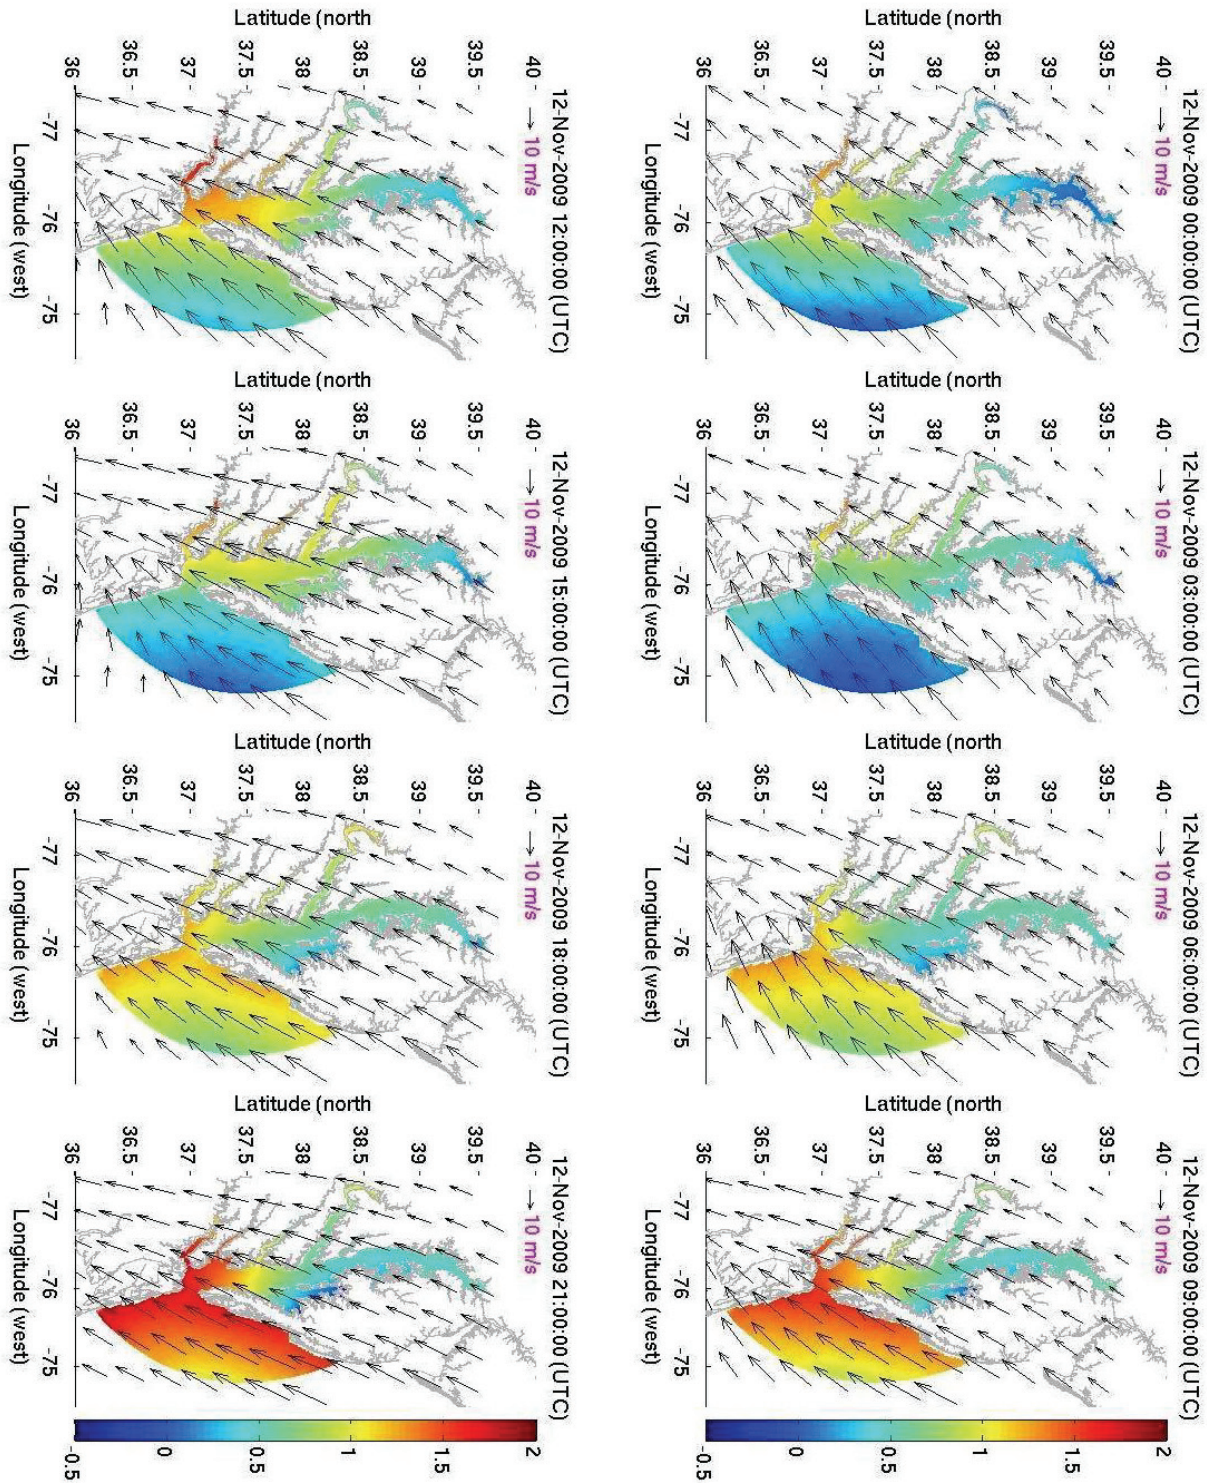 12-Nov-2009 00:00:00 (UTC)
10 m/s
Latitude (north
40
39.5
39
38.5
38
37.5
37
36.5
36
-77 -76 -75
Longitude (west)
12-Nov-2009 03:00:00 (UTC)
10 m/s
Latitude (north
40
39.5
39
38.5
38
37.5
37
36.5
36
-77 -76 -75
Longitude (west)
12-Nov-2009 06:00:00 (UTC)
10 m/s
Latitude (north
40
39.5
39
38.5
38
37.5
37
36.5
36
-77 -76 -75
Longitude (west)
12-Nov-2009 09:00:00 (UTC)
10 m/s
Latitude (north
40
39.5
39
38.5
38
37.5
37
36.5
36
-77 -76 -75
Longitude (west)
2
1.5
1
0.5
0
-0.5
12-Nov-2009 12:00:00 (UTC)
10 m/s
Latitude (north
40
39.5
39
38.5
38
37.5
37
36.5
36
-77 -76 -75
Longitude (west)
12-Nov-2009 15:00:00 (UTC)
10 m/s
Latitude (north
40
39.5
39
38.5
38
37.5
37
36.5
36
-77 -76 -75
Longitude (west)
12-Nov-2009 18:00:00 (UTC)
10 m/s
Latitude (north
40
39.5
39
38.5
38
37.5
37
36.5
36
-77 -76 -75
Longitude (west)
12-Nov-2009 21:00:00 (UTC)
10 m/s
Latitude (north
40
39.5
39
38.5
38
37.5
37
36.5
36
-77 -76 -75
Longitude (west)
2
1.5
1
0.5
0
-0.5